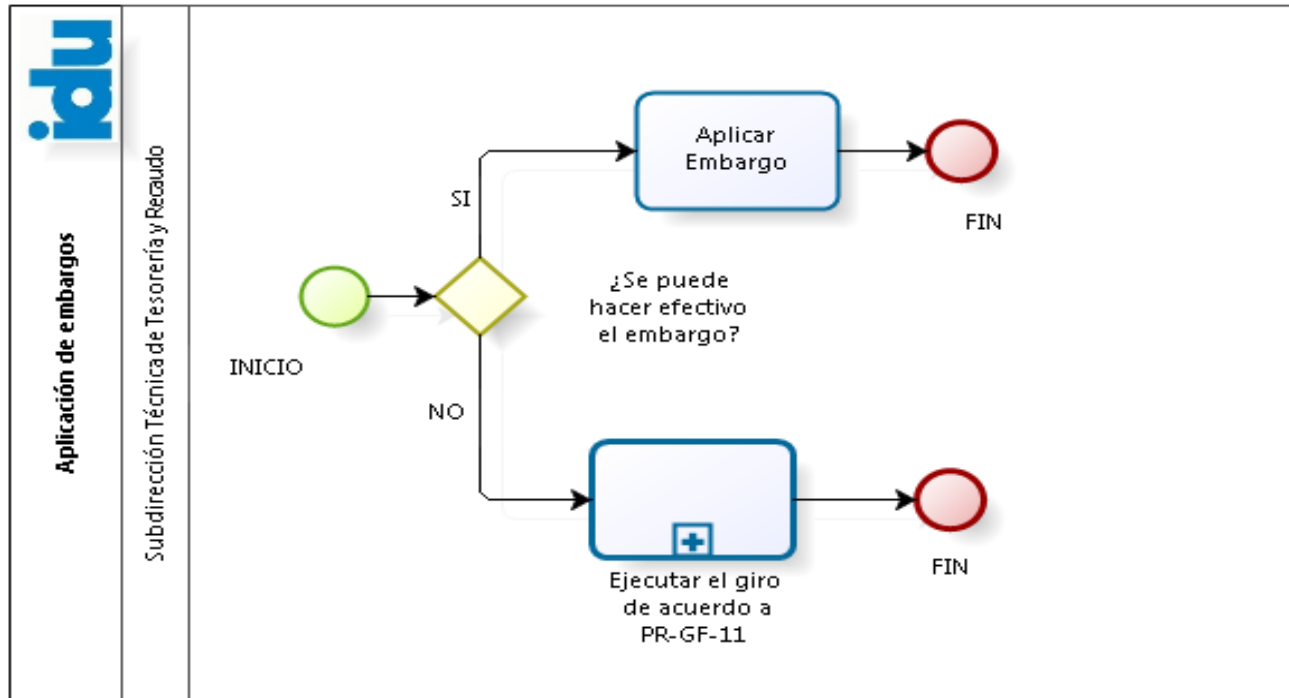 idu
Aplicación de embargos
Subdirección Técnica de Tesorería y Recaudo
INICIO
SI
NO
¿Se puede
hacer efectivo
el embargo?
Aplicar
Embargo
FIN
Ejecutar el giro
de acuerdo a
PR-GF-11
FIN